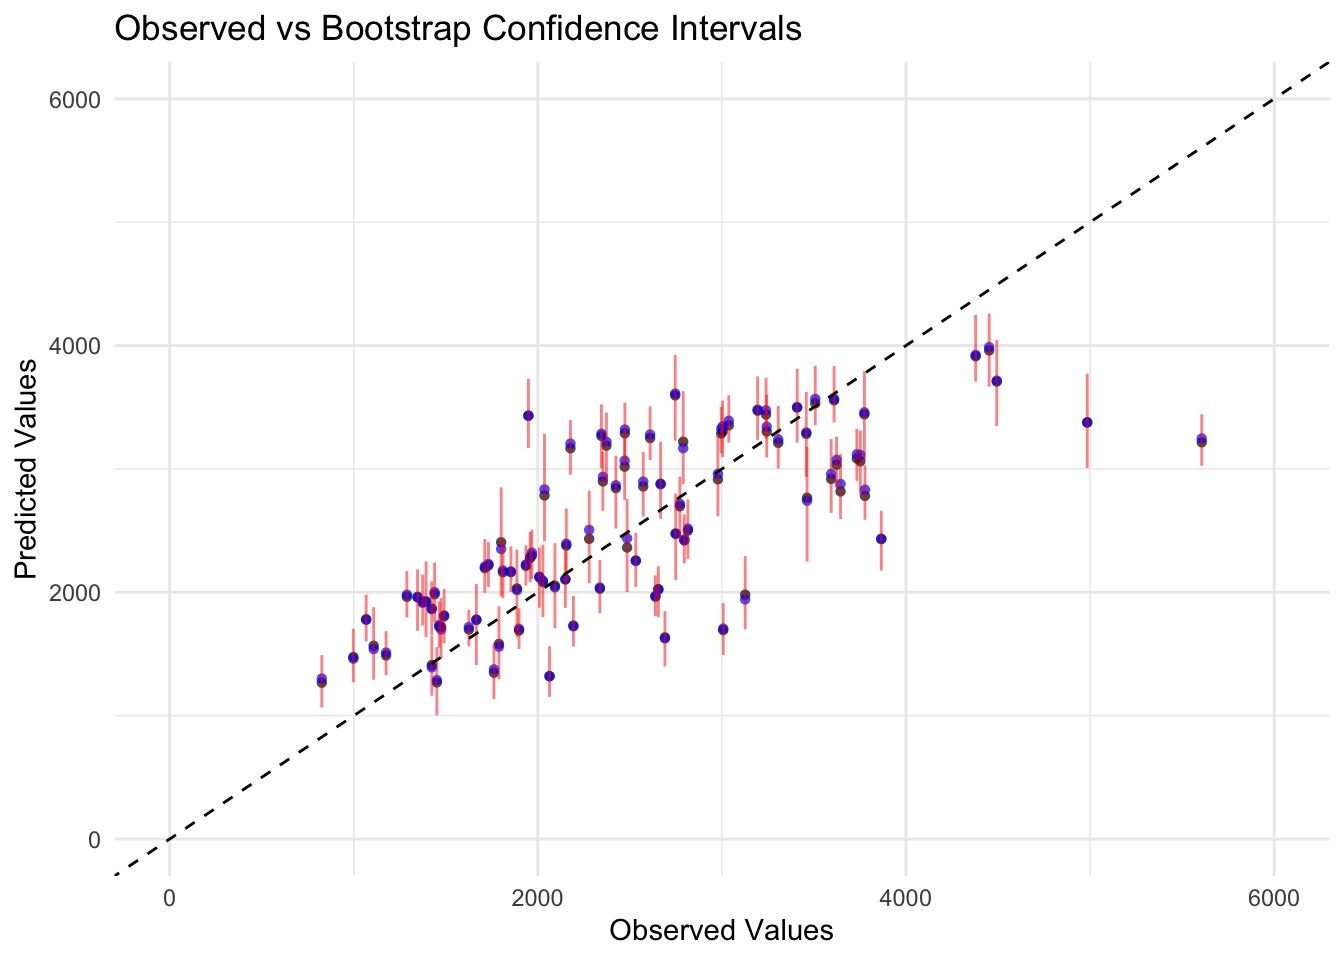 Observed vs Bootstrap Confidence Intervals
Predicted Values
6000
4000
2000
0
0 2000 4000 6000
Observed Values